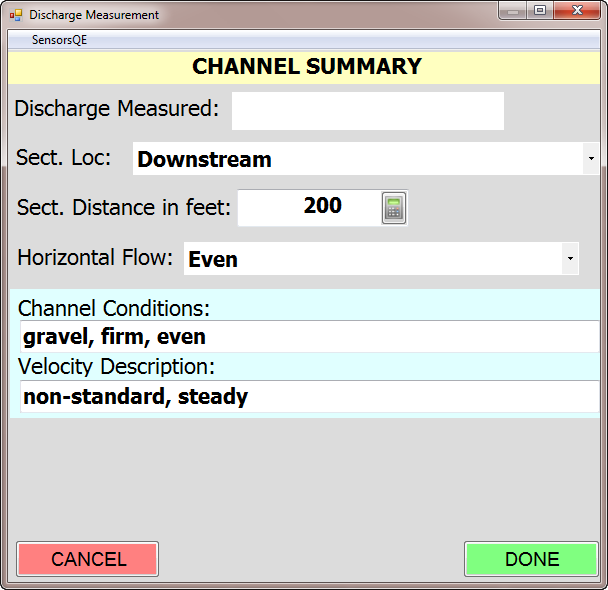 Discharge Measurement
SensorsQE
CHANNEL SUMMARY
Discharge Measured:
Sect. Loc: Downstream
Sect. Distance in feet: 200
Horizontal Flow: Even
Channel Conditions:
gravel, firm, even
Velocity Description:
non-standard, steady
CANCEL DONE